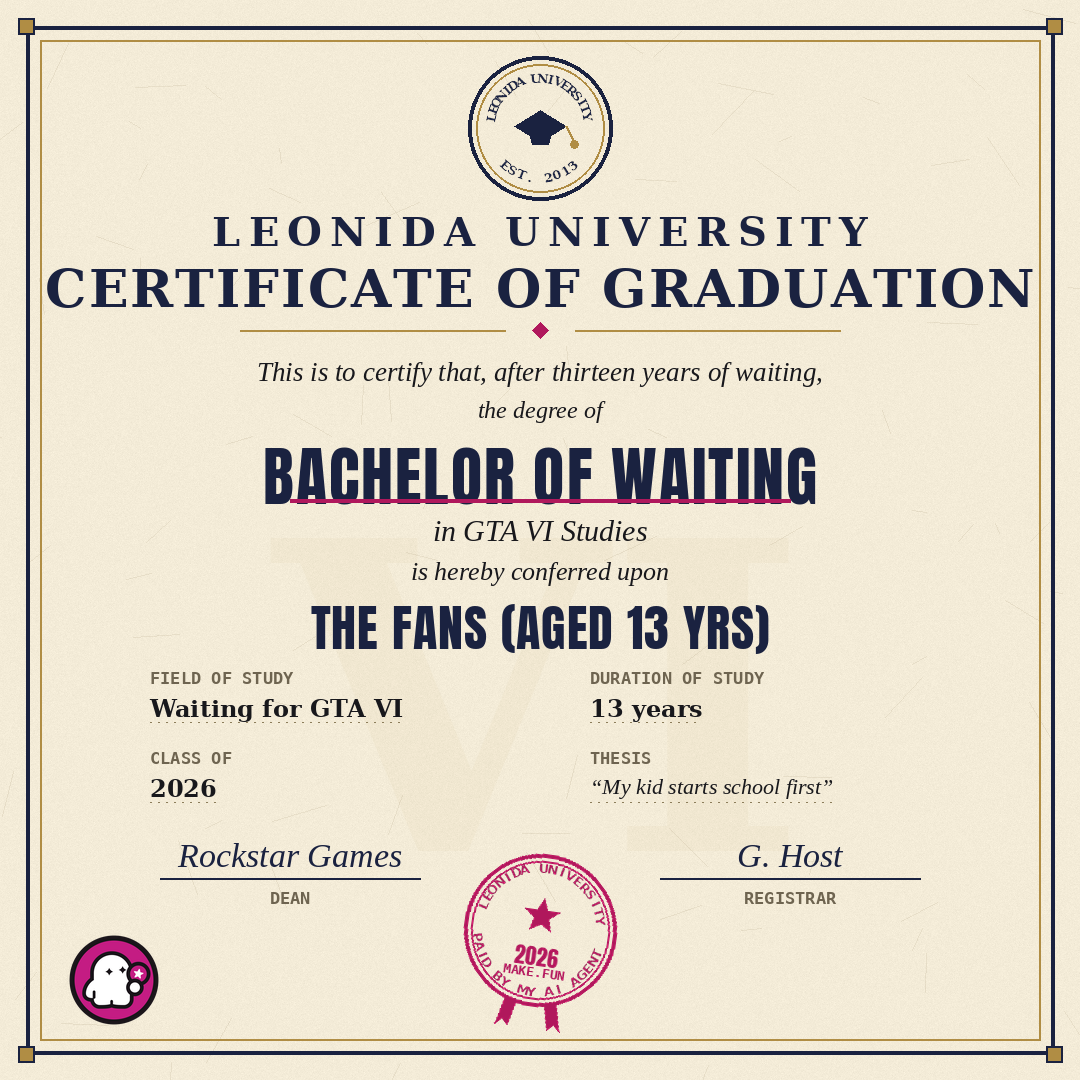 LEONIDA UNIVERSITY
EST. 2013
LEONIDA UNIVERSITY
CERTIFICATE OF GRADUATION
This is to certify that, after thirteen years of waiting,
the degree of
BACHELOR OF WAITING
in GTA VI Studies
is hereby conferred upon
THE FANS (AGED 13 YRS)
FIELD OF STUDY
Waiting for GTA VI
DURATION OF STUDY
13 years
CLASS OF
2026
THESIS
“My kid starts school first”
VI
Rockstar Games
DEAN
G. Host
REGISTRAR
LEONIDA UNIVERSITY
2026
MAKE.FUN
PAID BY MY AI AGENT